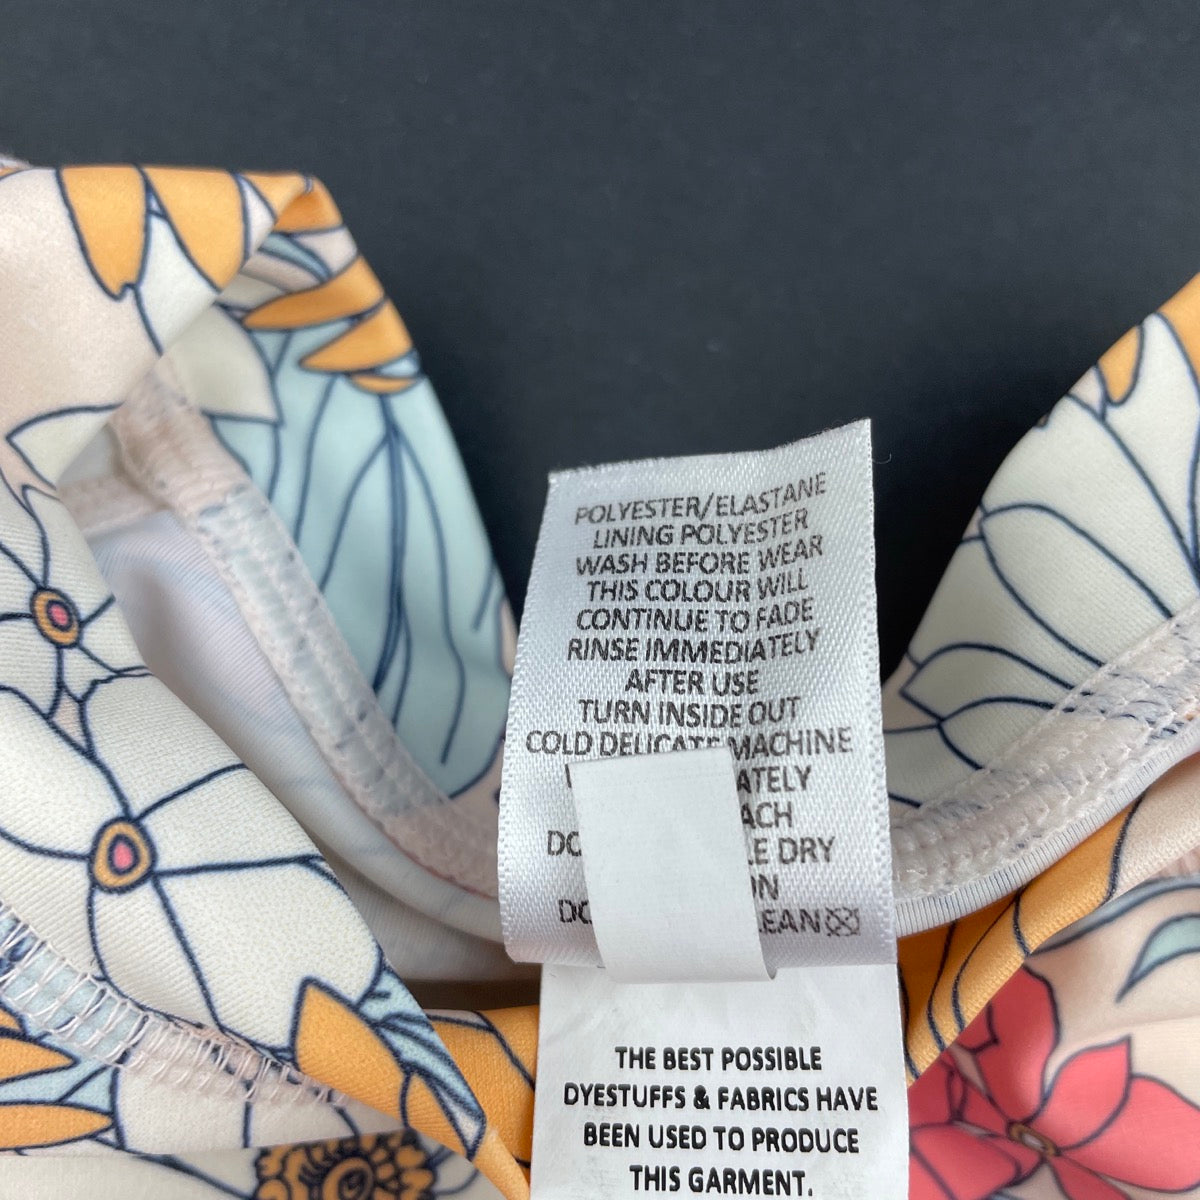 POLYESTER/ELASTANE
LINING POLYESTER
WASH BEFORE WEAR
THIS COLOUR WILL
CONTINUE TO FADE
RINSE IMMEDIATELY
AFTER USE
TURN INSIDE OUT
COLD DELICATE MACHINE
DRY
THE BEST POSSIBLE
DYESTUFFS & FABRICS HAVE
BEEN USED TO PRODUCE
THIS GARMENT.